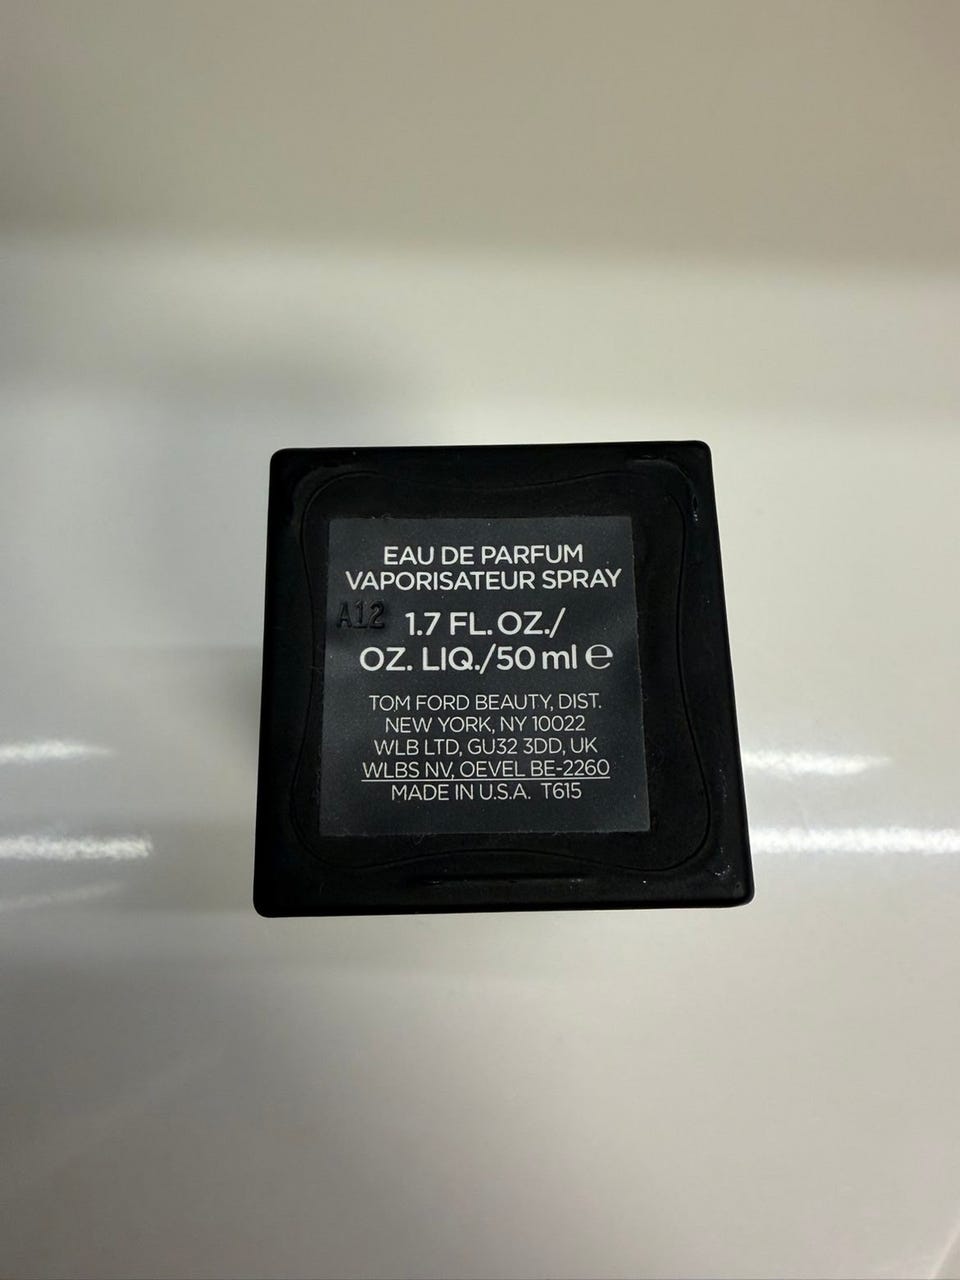 EAU DE PARFUM
VAPORISATEUR SPRAY
A12
1.7 FL. OZ./
OZ. LIQ./50 ml ℮
TOM FORD BEAUTY, DIST.
NEW YORK, NY 10022
WLB LTD, GU32 3DD, UK
WLBS NV, OEVEL BE-2260
MADE IN U.S.A. T615